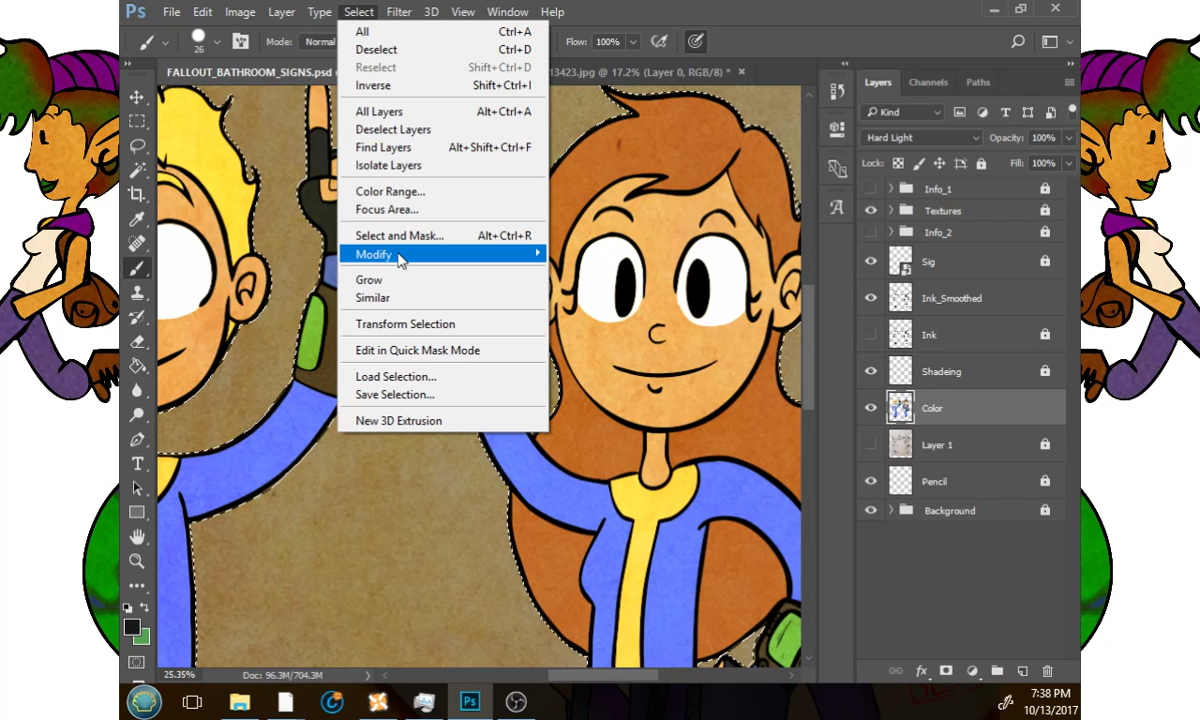 Ps File Edit Image Layer Type Select Filter 3D View Window Help
26 Mode: Normal Flow: 100%
FALLOUT_BATHROOM_SIGNS.psd 13423.jpg @ 17.2% (Layer 0, RGB/8) *
All Ctrl+A
Deselect Ctrl+D
Reselect Shift+Ctrl+D
Inverse Shift+Ctrl+I
All Layers Alt+Ctrl+A
Deselect Layers
Find Layers Alt+Shift+Ctrl+F
Isolate Layers
Color Range...
Focus Area...
Select and Mask... Alt+Ctrl+R
Modify
Grow
Similar
Transform Selection
Edit in Quick Mask Mode
Load Selection...
Save Selection...
New 3D Extrusion
Layers Channels Paths
Kind
Hard Light Opacity: 100%
Lock: Fill: 100%
Info_1
Textures
Info_2
Sig
Ink_Smoothed
Ink
Shadeing
Color
Layer 1
Pencil
Background
25.35% Doc: 96.3M/704.3M
Ps
7:38 PM
10/13/2017